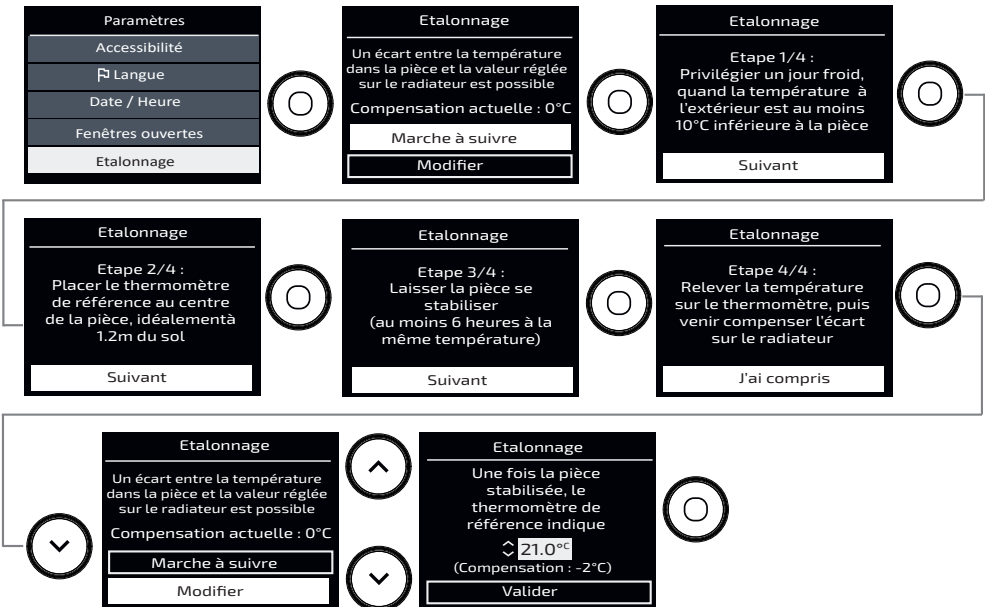 Paramètres
Accessibilité
Langue
Date / Heure
Fenêtres ouvertes
Etalonnage
Etalonnage
Un écart entre la température
dans la pièce et la valeur réglée
sur le radiateur est possible
Compensation actuelle : 0°C
Marche à suivre
Modifier
Etalonnage
Etape 1/4 :
Privilégier un jour froid,
quand la température à
l'extérieur est au moins
10°C inférieure à la pièce
Suivant
Etalonnage
Etape 2/4 :
Placer le thermomètre
de référence au centre
de la pièce, idéalementà
1.2m du sol
Suivant
Etalonnage
Etape 3/4 :
Laisser la pièce se
stabiliser
(au moins 6 heures à la
même température)
Suivant
Etalonnage
Etape 4/4 :
Relever la température
sur le thermomètre, puis
venir compenser l'écart
sur le radiateur
J'ai compris
Etalonnage
Un écart entre la température
dans la pièce et la valeur réglée
sur le radiateur est possible
Compensation actuelle : 0°C
Marche à suivre
Modifier
Etalonnage
Une fois la pièce
stabilisée, le
thermomètre de
référence indique
21.0°C
(Compensation : -2°C)
Valider